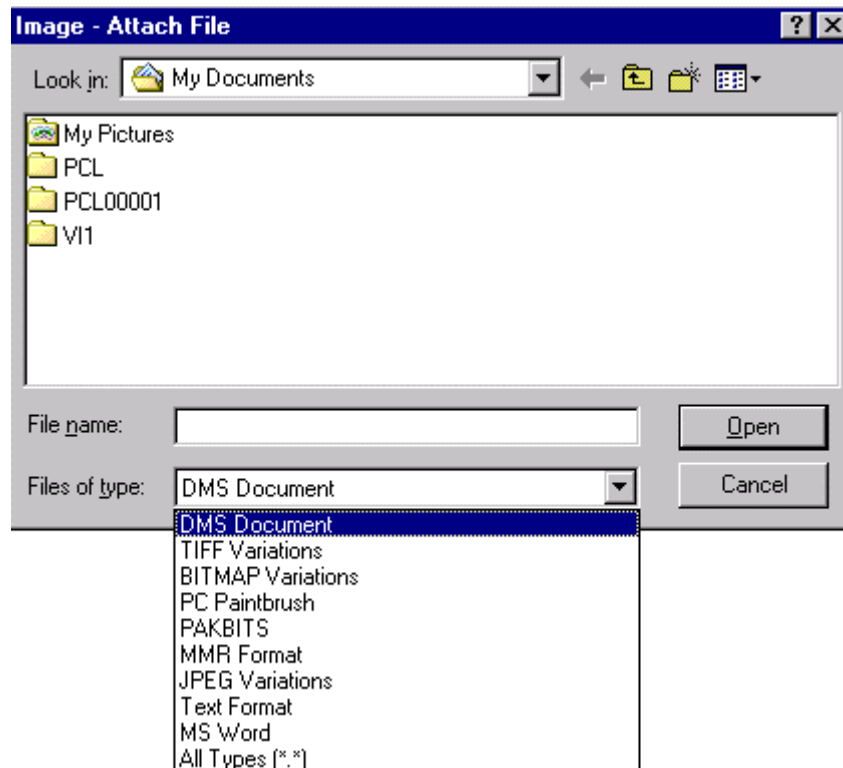 Image - Attach File
Look in: My Documents
My Pictures
PCL
PCL00001
VI1
File name:
Open
Files of type: DMS Document
Cancel
DMS Document
TIFF Variations
BITMAP Variations
PC Paintbrush
PAKBITS
MMR Format
JPEG Variations
Text Format
MS Word
All Types (*.*)